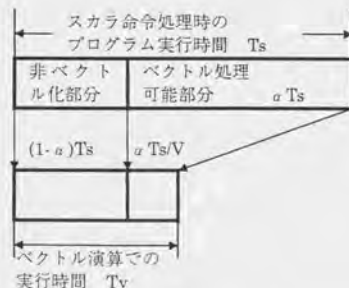 スカラ命令処理時の
プログラム実行時間 Ts
非ベクト
ル化部分
ベクトル処理
可能部分 αTs
(1-α)Ts
αTs/V
ベクトル演算での
実行時間 Tv